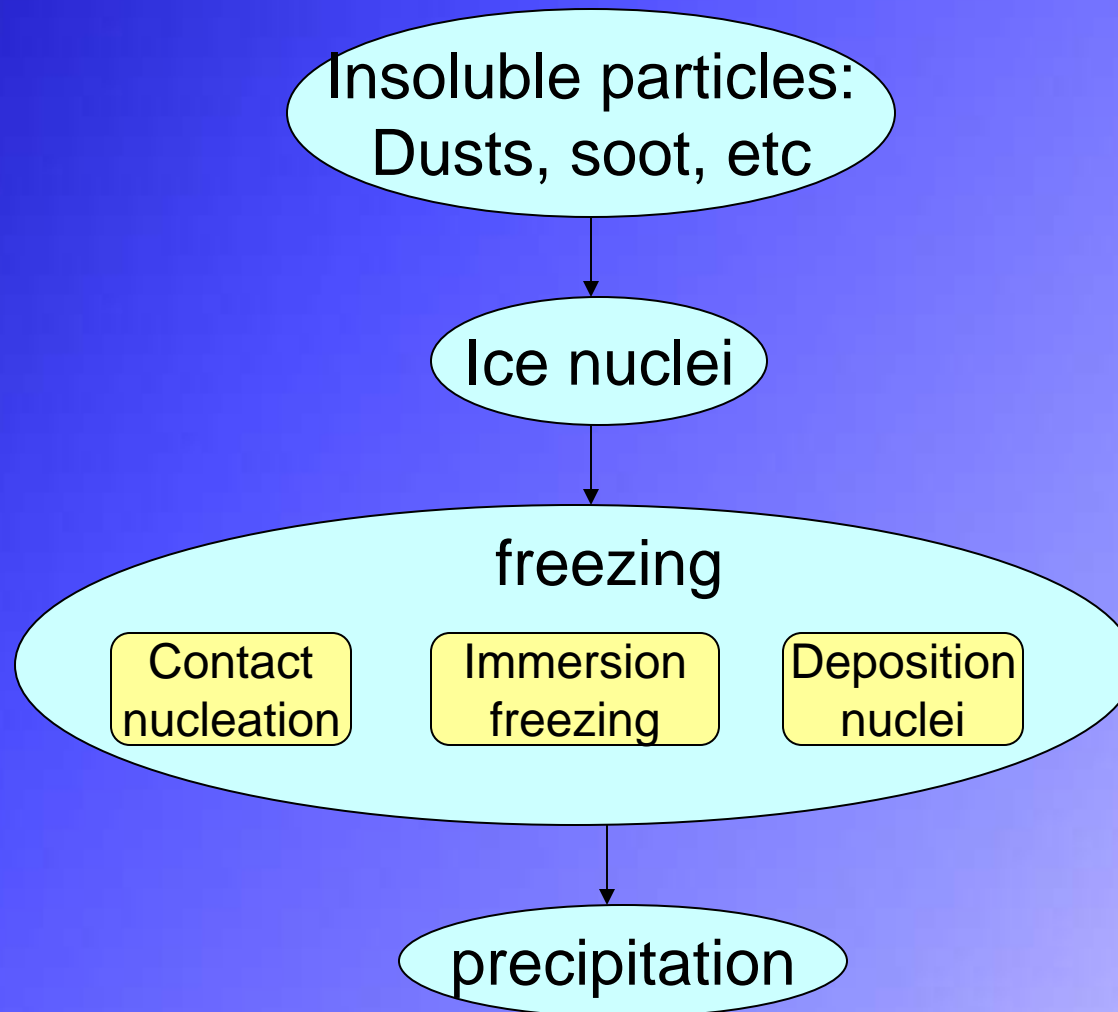 Insoluble particles:
Dusts, soot, etc
Ice nuclei
freezing
Contact
nucleation
Immersion
freezing
Deposition
nuclei
precipitation